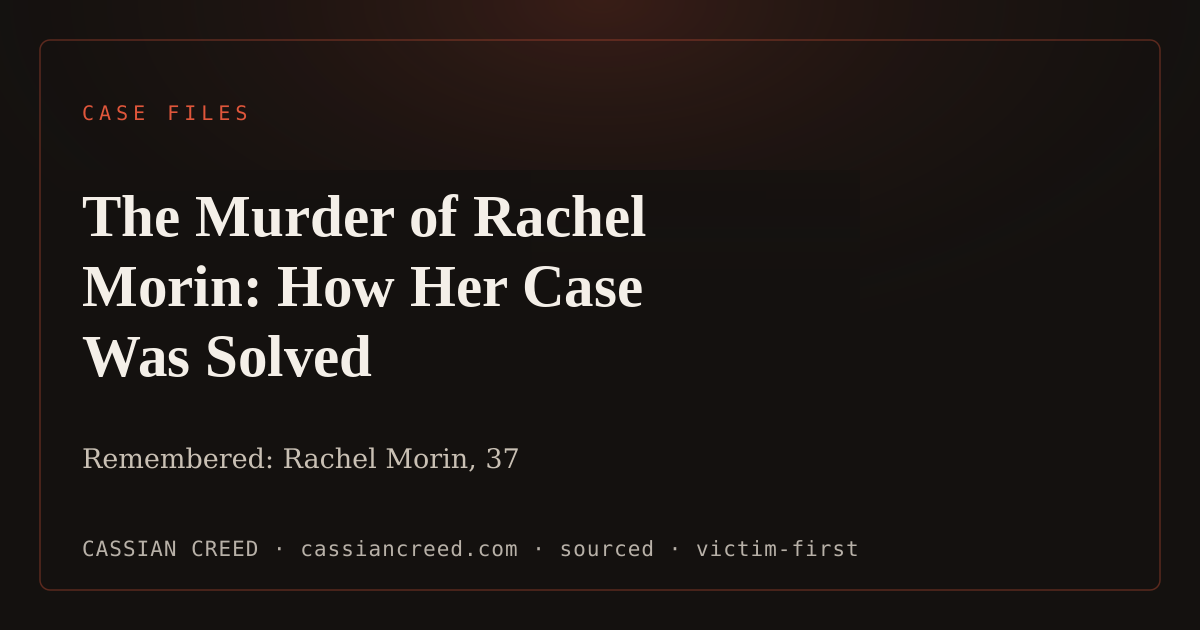 CASE FILES
The Murder of Rachel
Morin: How Her Case
Was Solved
Remembered: Rachel Morin, 37
CASSIAN CREED · cassiancreed.com · sourced · victim-first